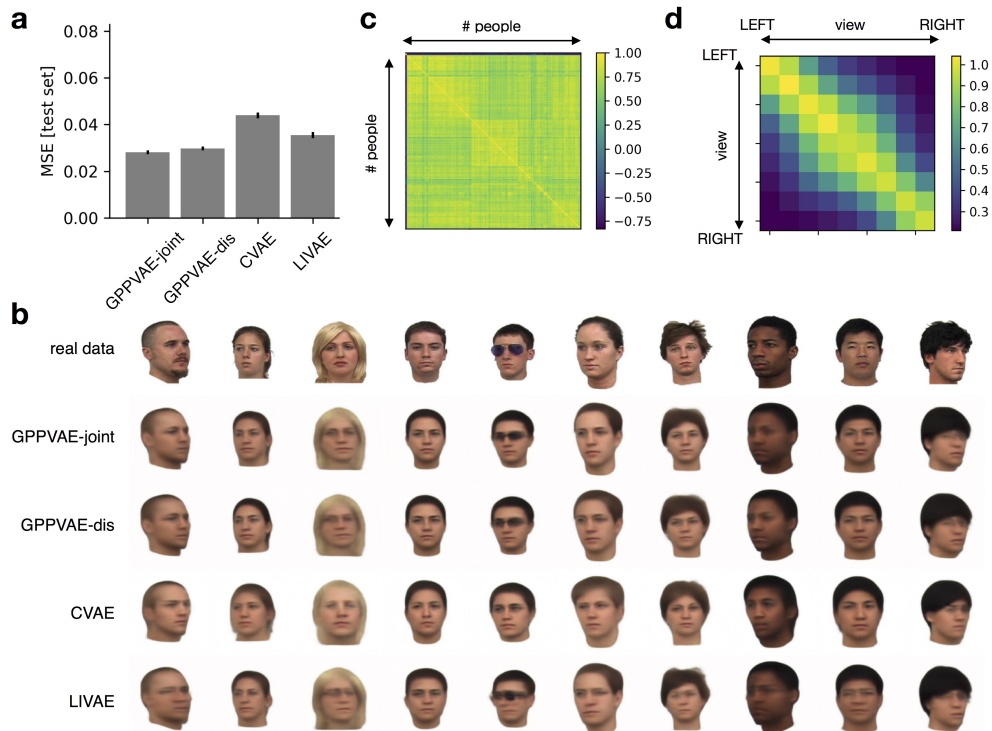 a
MSE [test set]
0.08
0.06
0.04
0.02
0.00
GPPVAE-joint
GPPVAE-dis
CVAE
LIVAE
c
# people
# people
1.00
0.75
0.50
0.25
0.00
−0.25
−0.50
−0.75
d
LEFT view RIGHT
LEFT
view
RIGHT
1.0
0.9
0.8
0.7
0.6
0.5
0.4
0.3
b
real data
GPPVAE-joint
GPPVAE-dis
CVAE
LIVAE